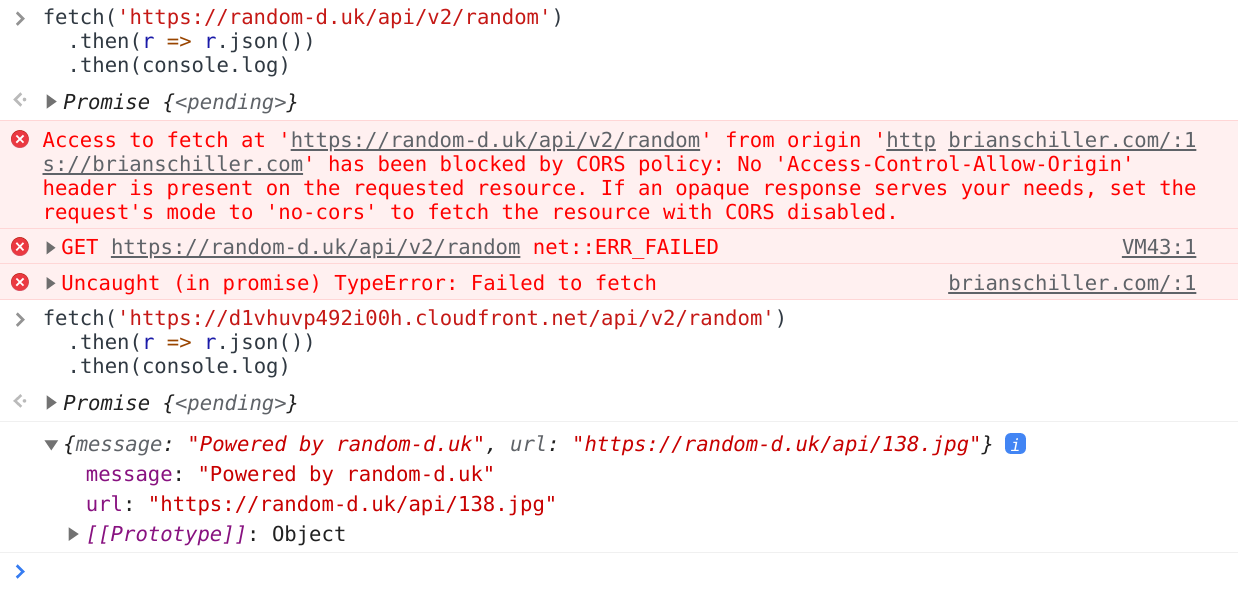 fetch('https://random-d.uk/api/v2/random')
.then(r => r.json())
.then(console.log)
Promise {<pending>}
Access to fetch at 'https://random-d.uk/api/v2/random' from origin 'http brianschiller.com/:1
s://brianschiller.com' has been blocked by CORS policy: No 'Access-Control-Allow-Origin'
header is present on the requested resource. If an opaque response serves your needs, set the
request's mode to 'no-cors' to fetch the resource with CORS disabled.
GET https://random-d.uk/api/v2/random net::ERR_FAILED VM43:1
Uncaught (in promise) TypeError: Failed to fetch brianschiller.com/:1
fetch('https://d1vhuvp492i00h.cloudfront.net/api/v2/random')
.then(r => r.json())
.then(console.log)
Promise {<pending>}
{message: "Powered by random-d.uk", url: "https://random-d.uk/api/138.jpg"} i
message: "Powered by random-d.uk"
url: "https://random-d.uk/api/138.jpg"
[[Prototype]]: Object